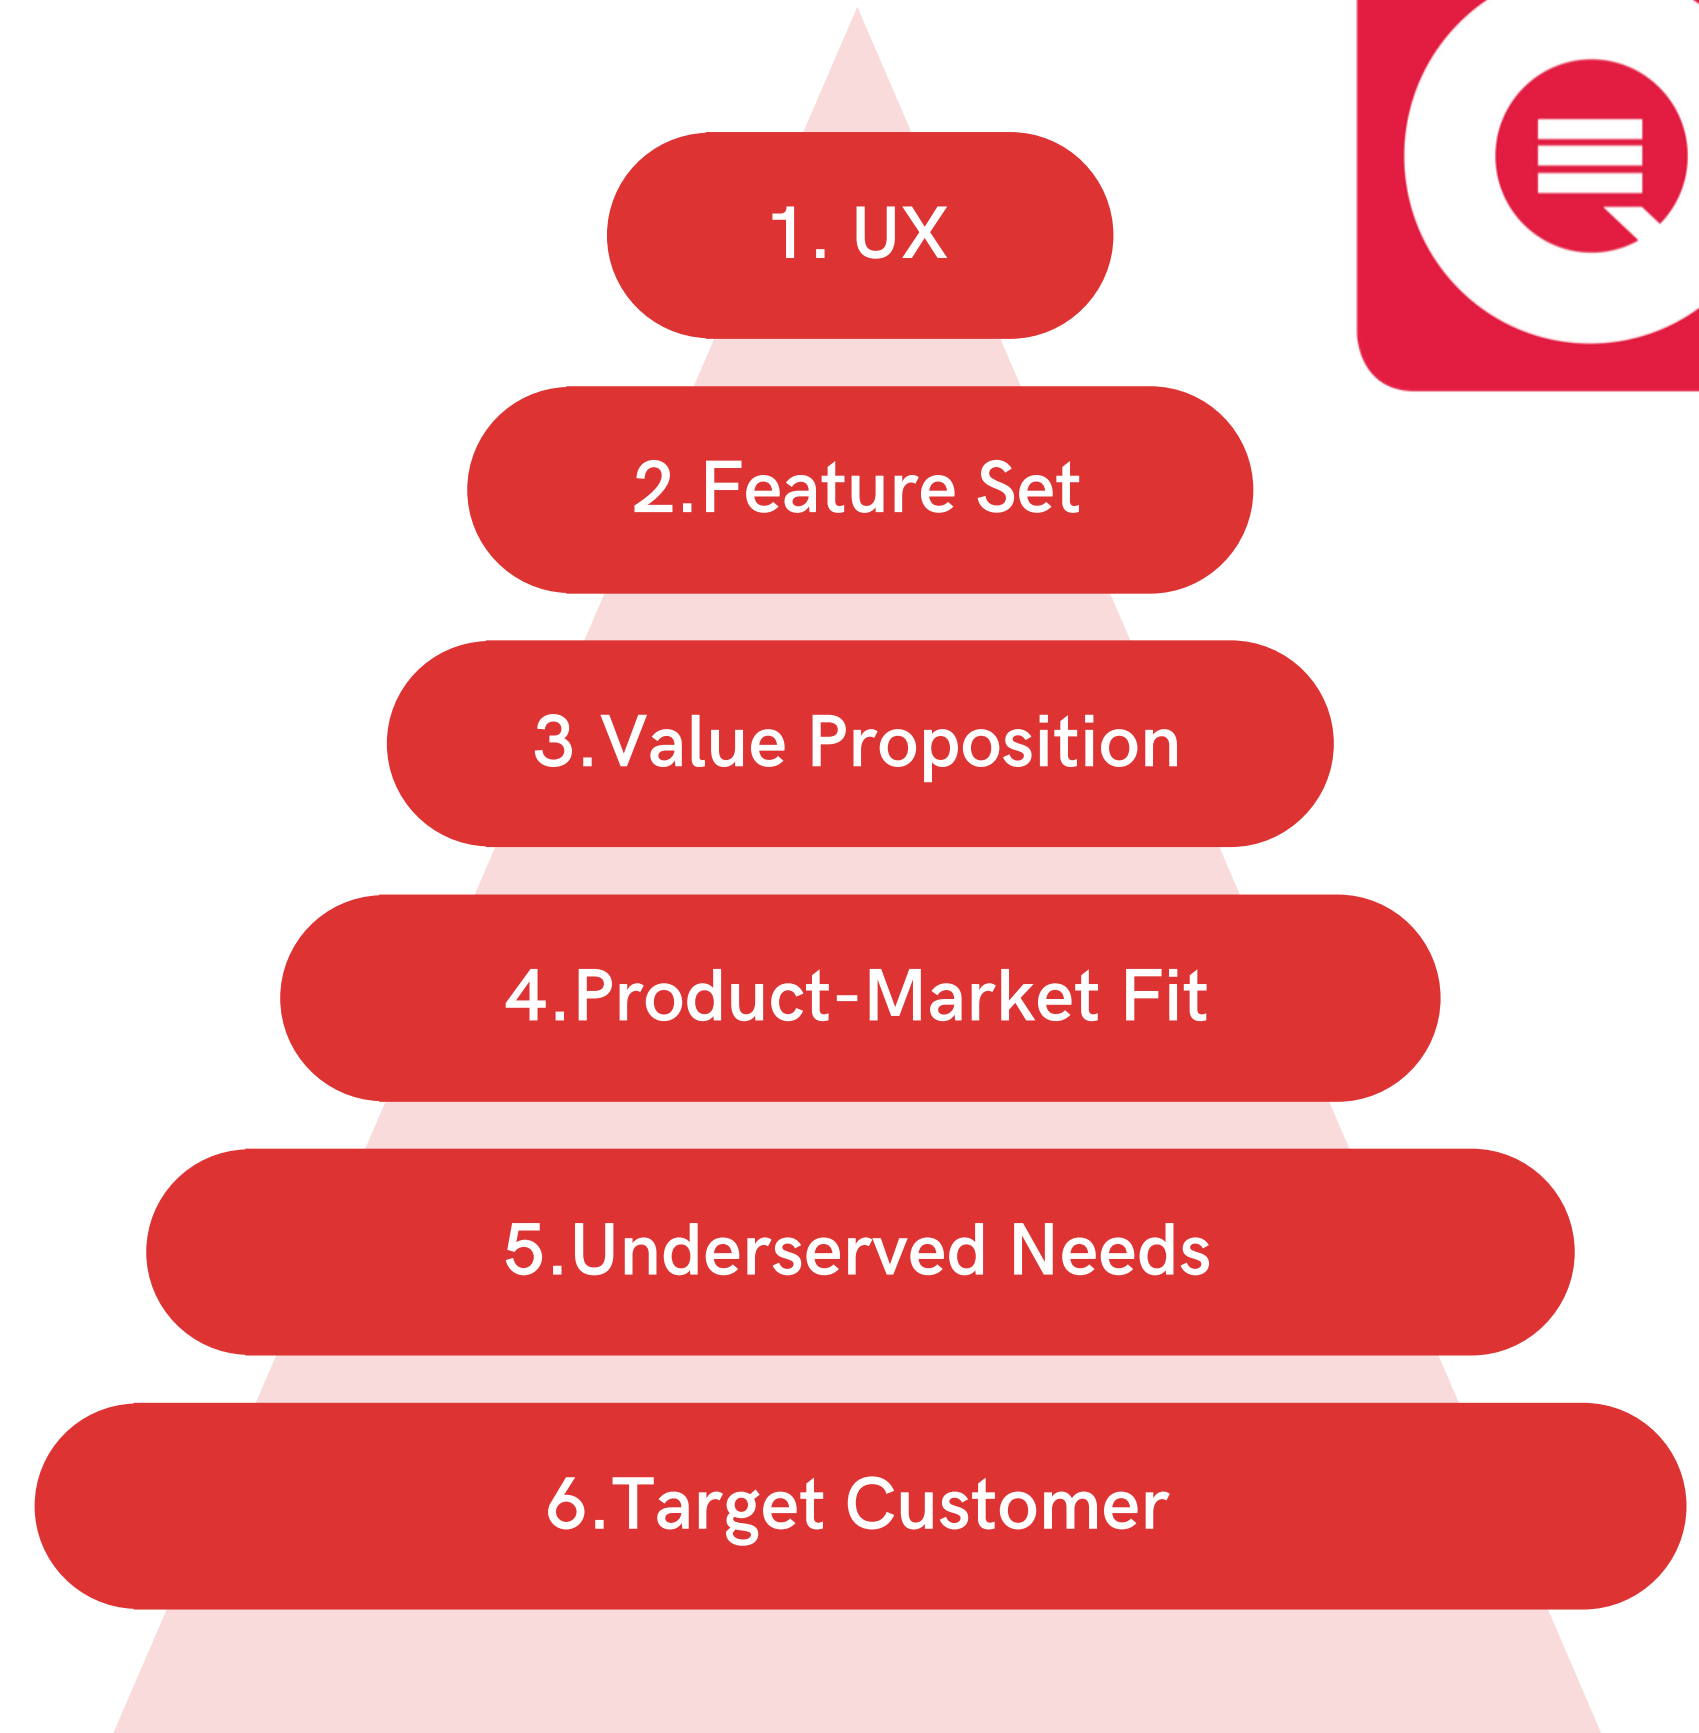 1. UX
2.Feature Set
3.Value Proposition
4.Product-Market Fit
5.Underserved Needs
6.Target Customer